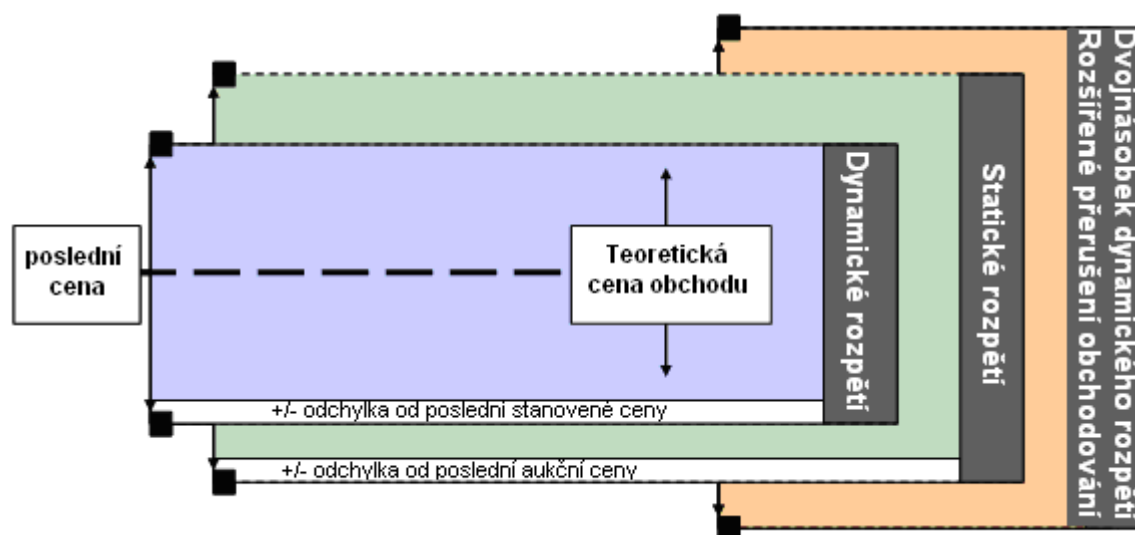 poslední
cena
Teoretická
cena obchodu
+/- odchylka od poslední stanovené ceny
+/- odchylka od poslední aukční ceny
Dynamické rozpětí
Statické rozpětí
Dvojnásobek dynamického rozpětí
Rozšířené přerušení obchodování